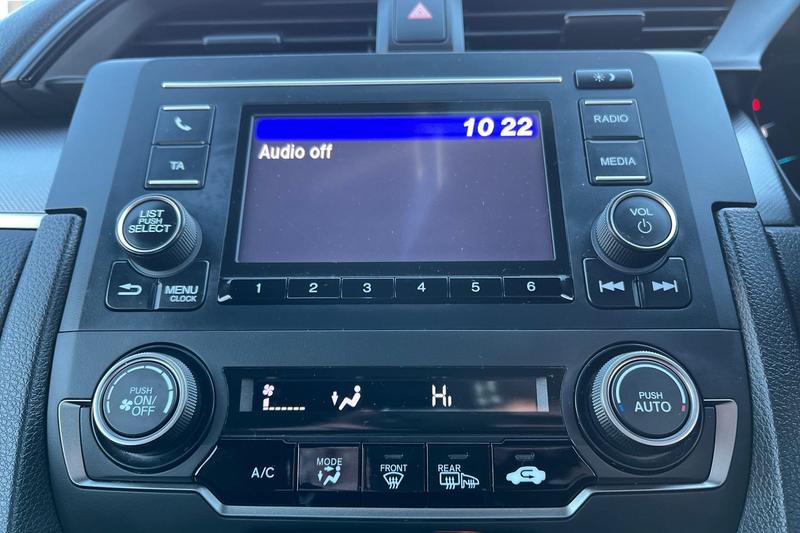 10 22
Audio off
TA
LIST
PUSH
SELECT
MENU
CLOCK
RADIO
MEDIA
VOL
1 2 3 4 5 6
PUSH
ON/
OFF
Hi
PUSH
AUTO
A/C
MODE
FRONT
REAR